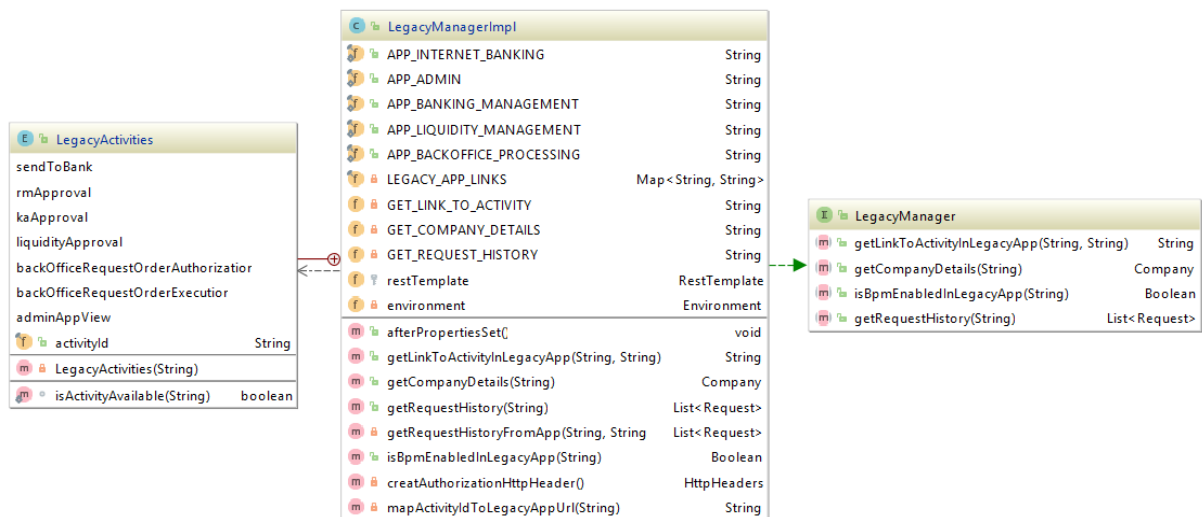 E LegacyActivities
sendToBank
rmApproval
kaApproval
liquidityApproval
backOfficeRequestOrderAuthorizatior
backOfficeRequestOrderExecutior
adminAppView
f activityId String
m LegacyActivities(String)
m isActivityAvailable(String) boolean
C LegacyManagerImpl
f APP_INTERNET_BANKING String
f APP_ADMIN String
f APP_BANKING_MANAGEMENT String
f APP_LIQUIDITY_MANAGEMENT String
f APP_BACKOFFICE_PROCESSING String
f LEGACY_APP_LINKS Map<String, String>
f GET_LINK_TO_ACTIVITY String
f GET_COMPANY_DETAILS String
f GET_REQUEST_HISTORY String
f restTemplate RestTemplate
f environment Environment
m afterPropertiesSet() void
m getLinkToActivityInLegacyApp(String, String) String
m getCompanyDetails(String) Company
m getRequestHistory(String) List<Request>
m getRequestHistoryFromApp(String, String List<Request>
m isBpmEnabledInLegacyApp(String) Boolean
m creatAuthorizationHttpHeader() HttpHeaders
m mapActivityIdToLegacyAppUrl(String) String
I LegacyManager
m getLinkToActivityInLegacyApp(String, String) String
m getCompanyDetails(String) Company
m isBpmEnabledInLegacyApp(String) Boolean
m getRequestHistory(String) List<Request>